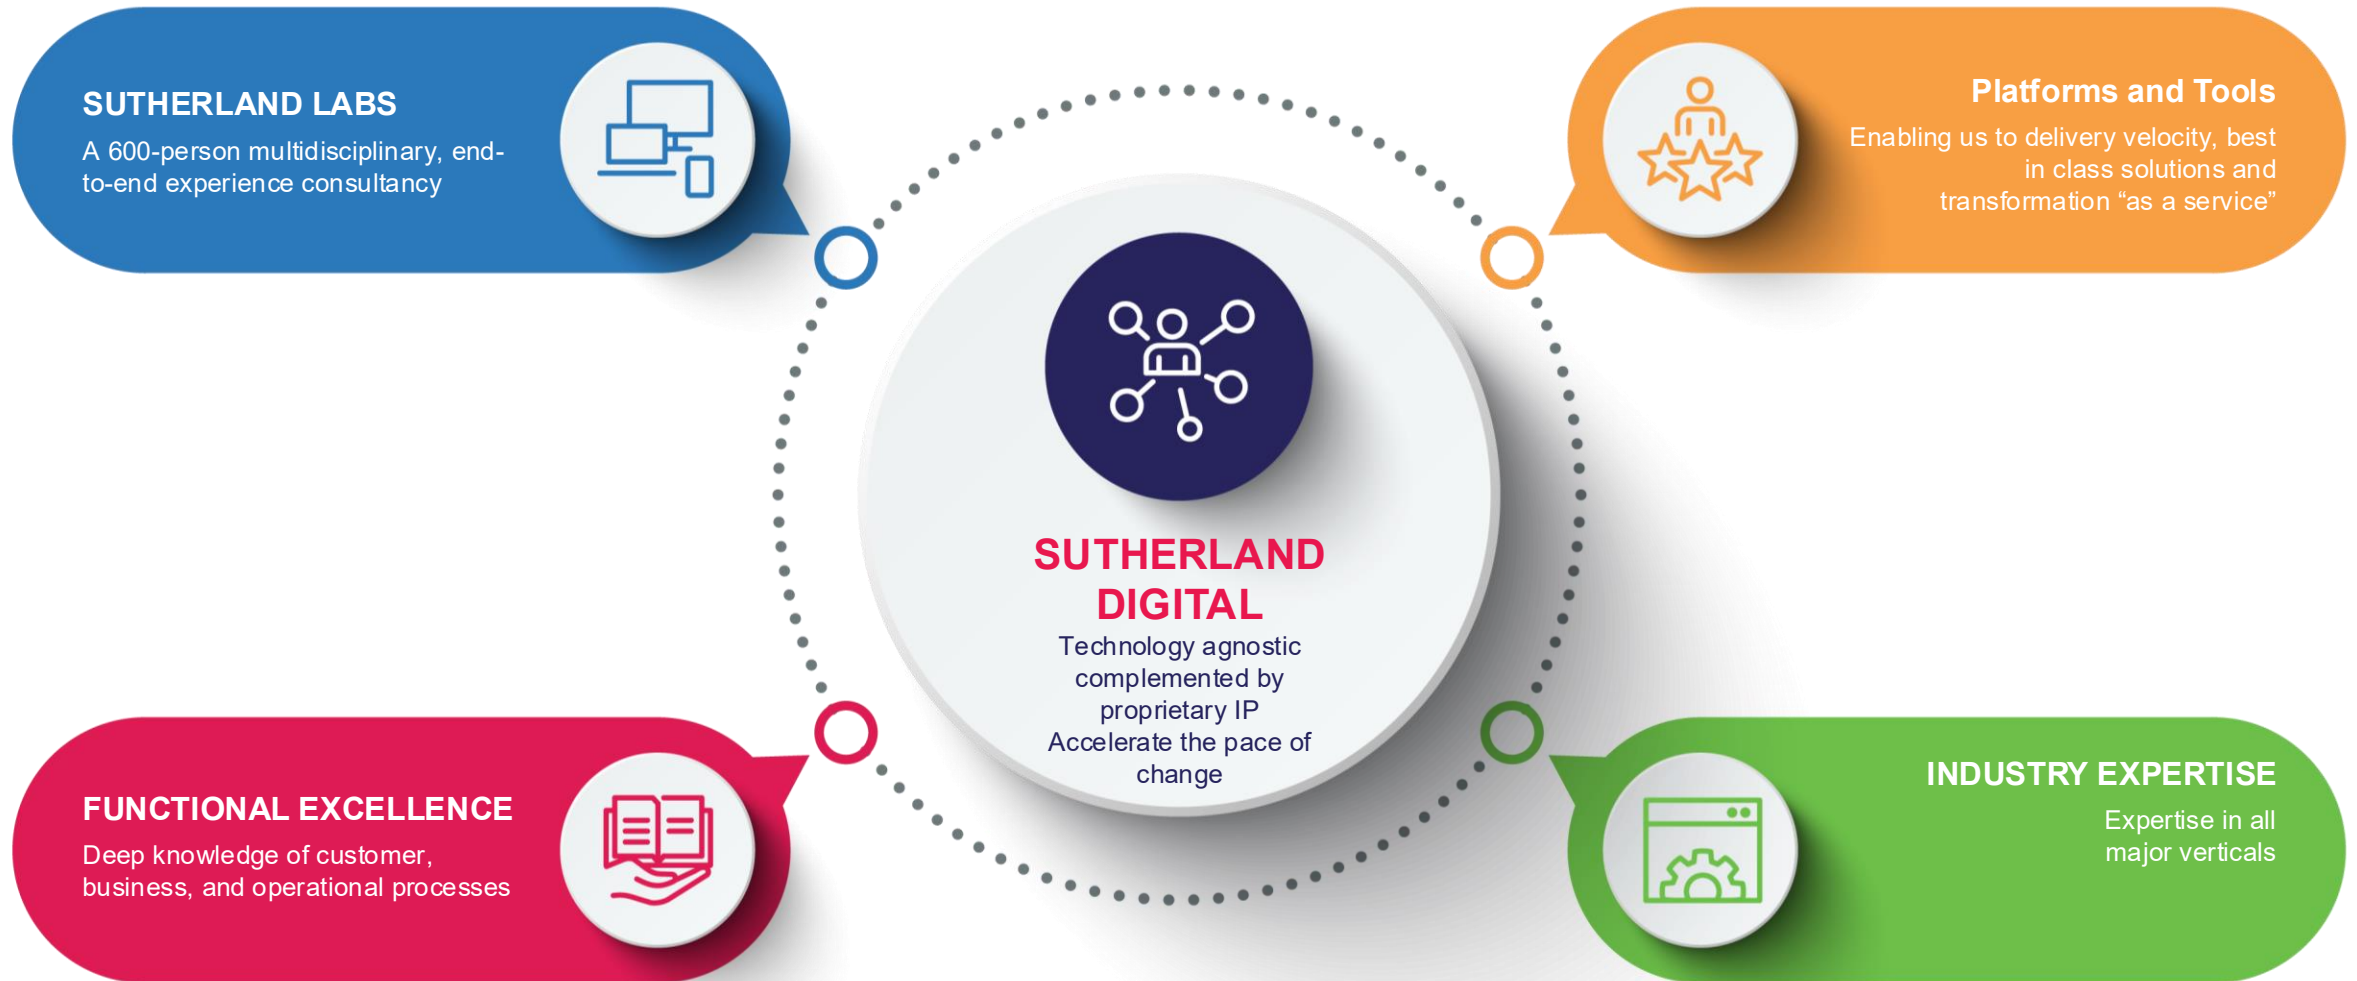 SUTHERLAND LABS
A 600-person multidisciplinary, end-
to-end experience consultancy
Platforms and Tools
Enabling us to delivery velocity, best
in class solutions and
transformation “as a service”
SUTHERLAND
DIGITAL
Technology agnostic
complemented by
proprietary IP
Accelerate the pace of
change
FUNCTIONAL EXCELLENCE
Deep knowledge of customer,
business, and operational processes
INDUSTRY EXPERTISE
Expertise in all
major verticals